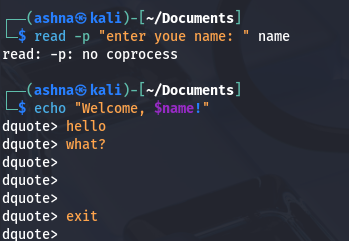 ┌──(ashna㉿kali)-[~/Documents]
└─$ read -p "enter youe name: " name
read: -p: no coprocess
┌──(ashna㉿kali)-[~/Documents]
└─$ echo "Welcome, $name!"
dquote> hello
dquote> what?
dquote>
dquote>
dquote>
dquote> exit
dquote>